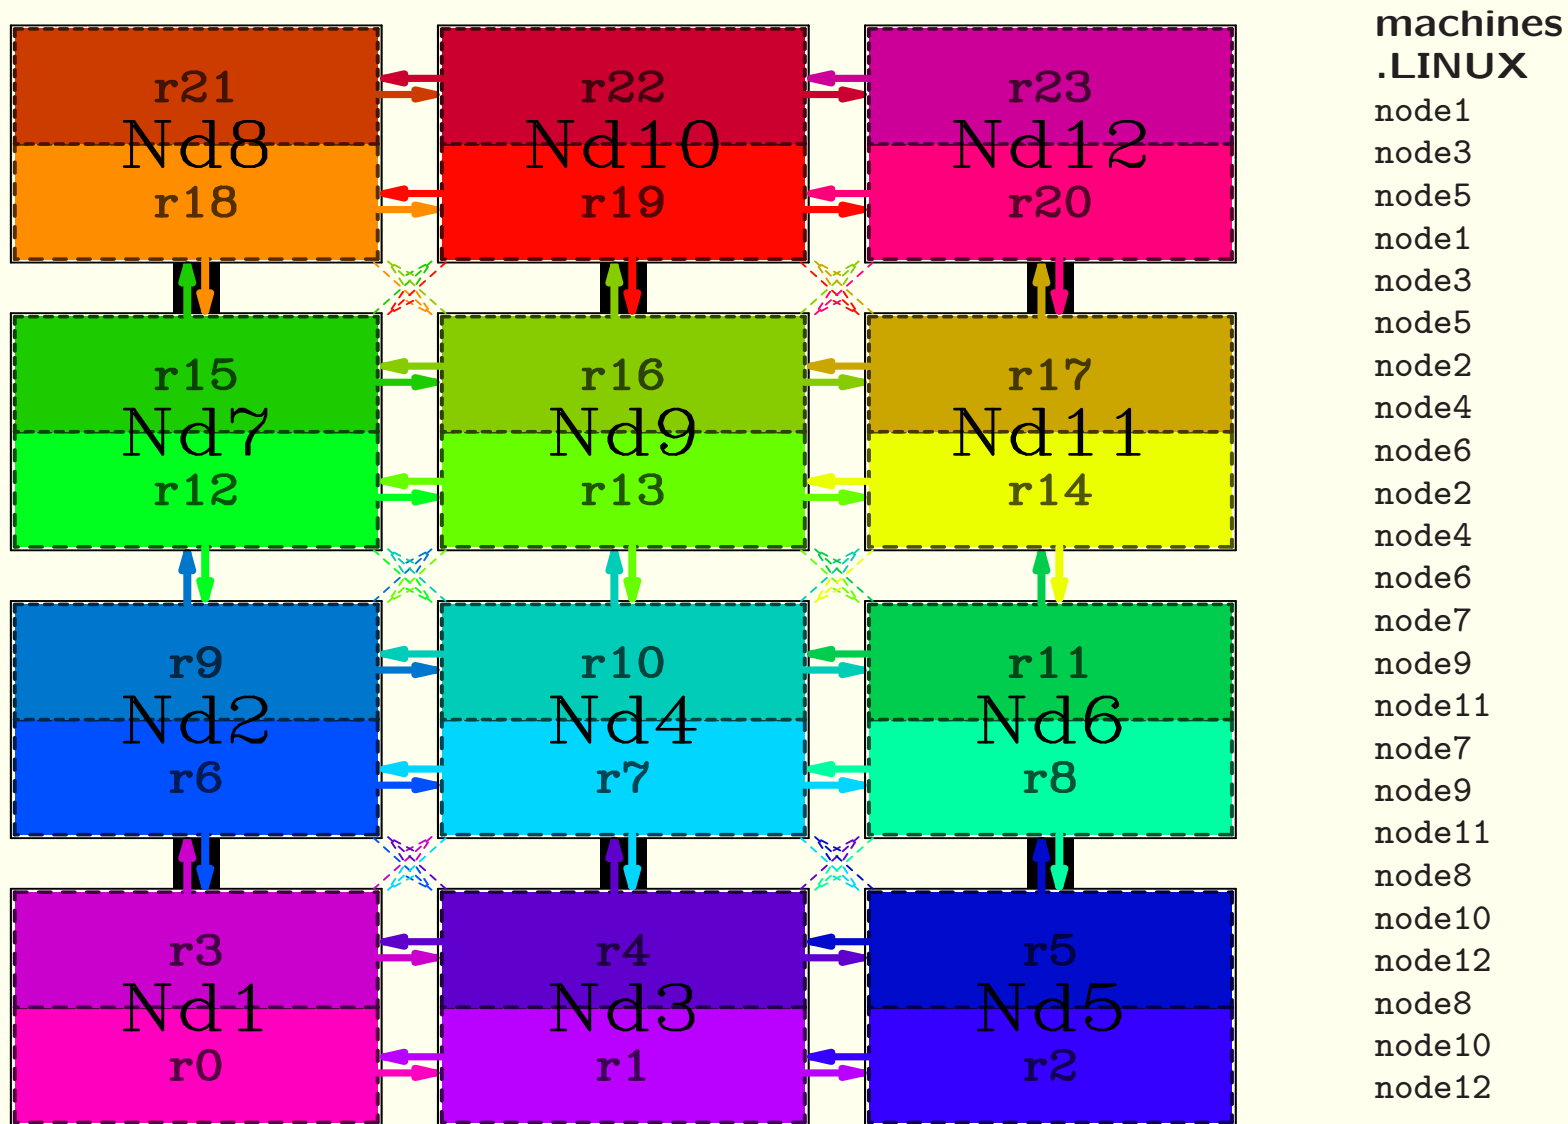 r21
Nd8
r18
r22
Nd10
r19
r23
Nd12
r20
r15
Nd7
r12
r16
Nd9
r13
r17
Nd11
r14
r9
Nd2
r6
r10
Nd4
r7
r11
Nd6
r8
r3
Nd1
r0
r4
Nd3
r1
r5
Nd5
r2
machines
.LINUX
node1
node3
node5
node1
node3
node5
node2
node4
node6
node2
node4
node6
node7
node9
node11
node7
node9
node11
node8
node10
node12
node8
node10
node12